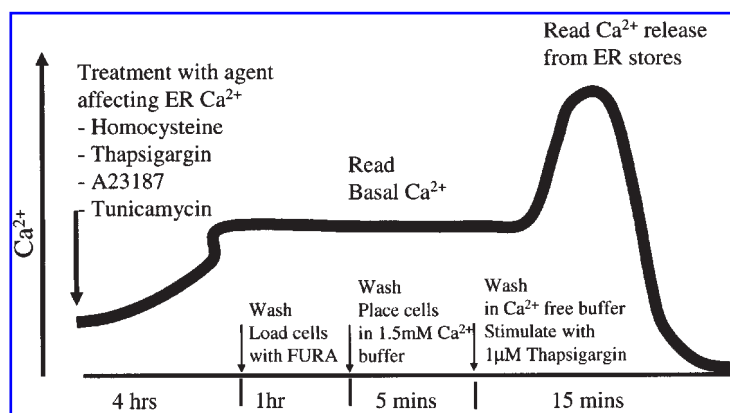 Treatment with agent
affecting ER Ca²⁺
- Homocysteine
- Thapsigargin
- A23187
- Tunicamycin
Read
Basal Ca²⁺
Read Ca²⁺ release
from ER stores
Ca²⁺
Wash
Load cells
with FURA
Wash
Place cells
in 1.5mM Ca²⁺
buffer
Wash
in Ca²⁺ free buffer
Stimulate with
1µM Thapsigargin
4 hrs
1hr
5 mins
15 mins